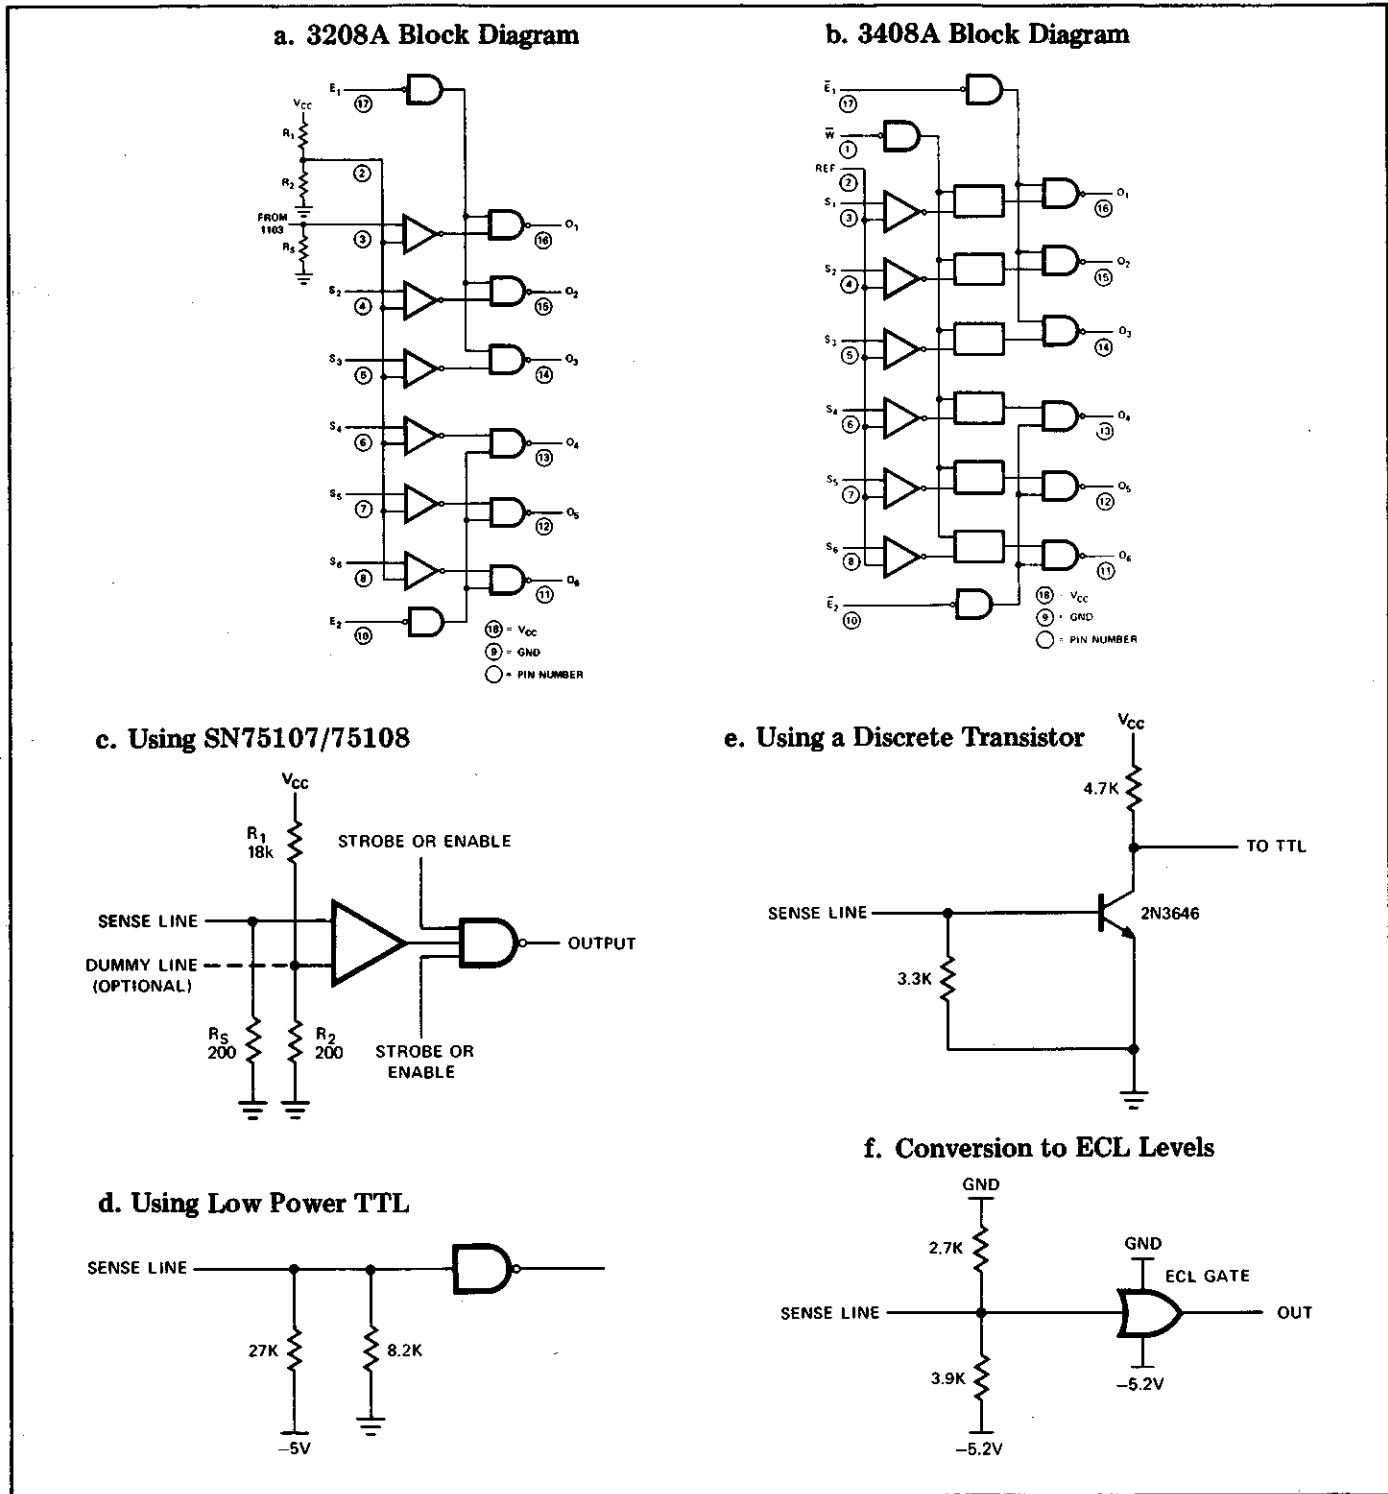 a. 3208A Block Diagram
E1
17
VCC
R1
2
R2
FROM
1103
3
RS
O1
16
S2
4
O2
15
S3
5
O3
14
S4
6
O4
13
S5
7
O5
12
S6
8
O6
11
E2
10
18 = VCC
9 = GND
= PIN NUMBER
b. 3408A Block Diagram
Ē1
17
W̄
1
REF
2
S1
3
O1
16
S2
4
O2
15
S3
5
O3
14
S4
6
O4
13
S5
7
O5
12
S6
8
O6
11
Ē2
10
18 = VCC
9 = GND
= PIN NUMBER
c. Using SN75107/75108
VCC
R1
18k
STROBE OR ENABLE
SENSE LINE
DUMMY LINE
(OPTIONAL)
OUTPUT
RS
200
R2
200
STROBE OR
ENABLE
e. Using a Discrete Transistor
VCC
4.7K
TO TTL
SENSE LINE
2N3646
3.3K
d. Using Low Power TTL
SENSE LINE
27K
8.2K
−5V
f. Conversion to ECL Levels
GND
2.7K
GND
ECL GATE
SENSE LINE
OUT
3.9K
−5.2V
−5.2V